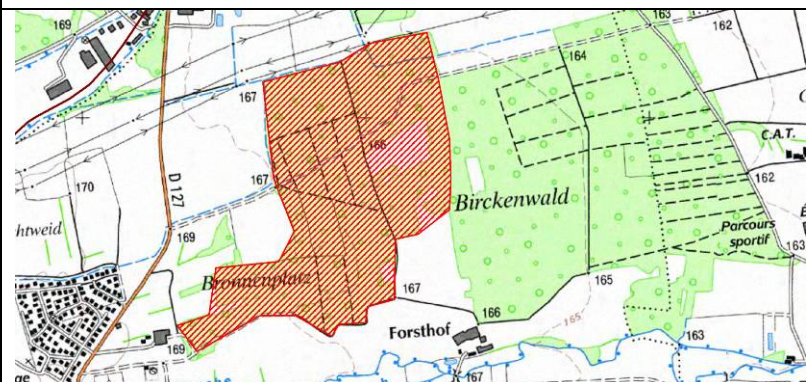 169
163
162
164
167
C.A.T.
166
170
D 127
167
162
Birckenwald
htweid
169
Parcours
sportif
163
Bronnenplatz
167
165
166
165
Forsthof
163
169
ge
167